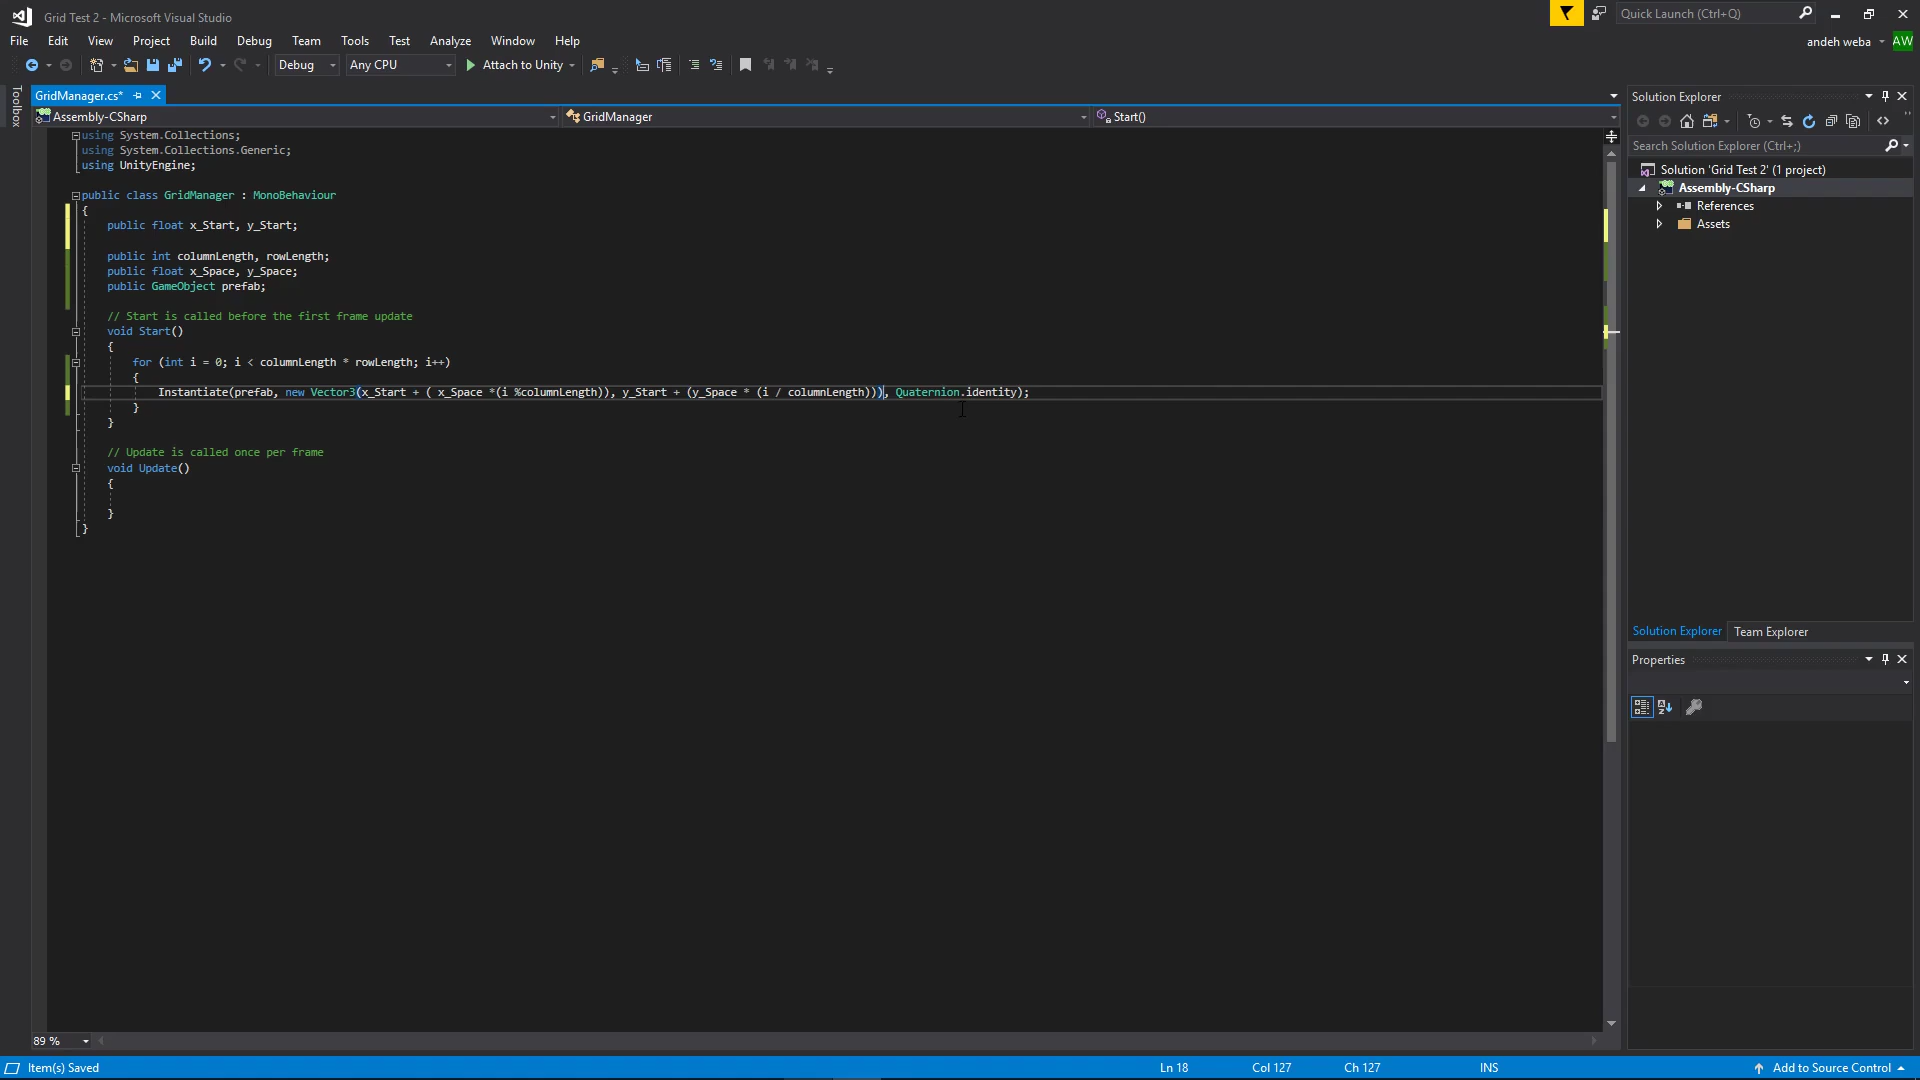 Grid Test 2 - Microsoft Visual Studio
Quick Launch (Ctrl+Q)
File Edit View Project Build Debug Team Tools Test Analyze Window Help
andeh weba AW
Debug Any CPU Attach to Unity
Toolbox
GridManager.cs*
Assembly-CSharp GridManager Start()
using System.Collections;
using System.Collections.Generic;
using UnityEngine;
public class GridManager : MonoBehaviour
{
public float x_Start, y_Start;
public int columnLength, rowLength;
public float x_Space, y_Space;
public GameObject prefab;
// Start is called before the first frame update
void Start()
{
for (int i = 0; i < columnLength * rowLength; i++)
{
Instantiate(prefab, new Vector3(x_Start + ( x_Space *(i %columnLength)), y_Start + (y_Space * (i / columnLength))), Quaternion.identity);
}
}
// Update is called once per frame
void Update()
{
}
}
Solution Explorer
Search Solution Explorer (Ctrl+;)
Solution 'Grid Test 2' (1 project)
Assembly-CSharp
References
Assets
Solution Explorer Team Explorer
Properties
89 %
Item(s) Saved Ln 18 Col 127 Ch 127 INS Add to Source Control